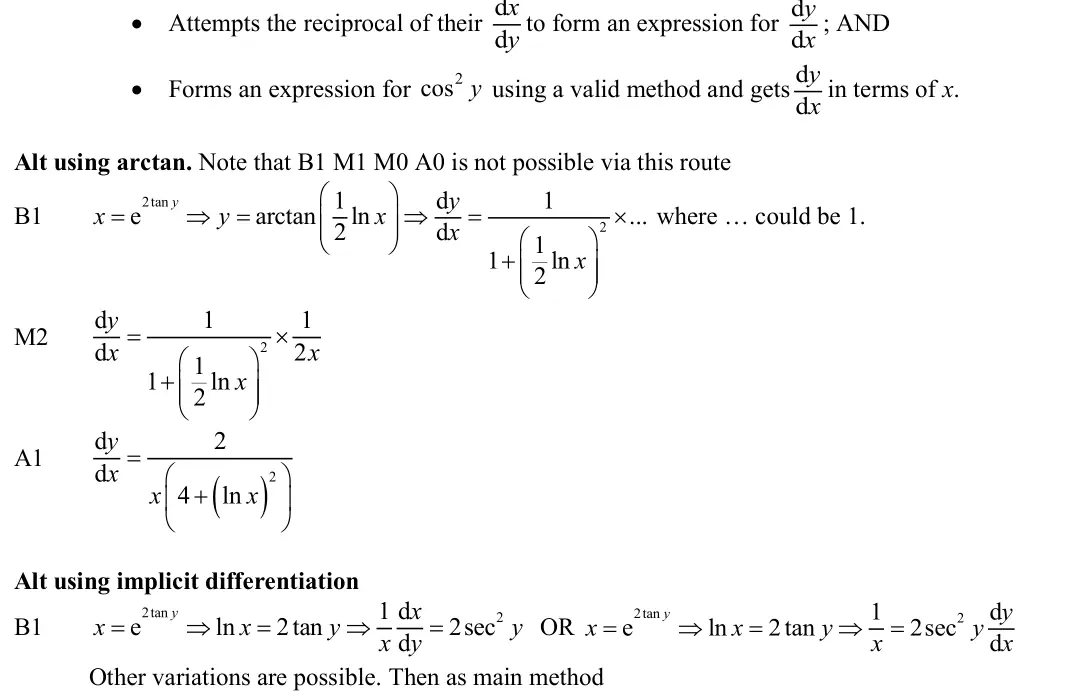 • Attempts the reciprocal of their dx/dy to form an expression for dy/dx ; AND
• Forms an expression for cos² y using a valid method and gets dy/dx in terms of x.
Alt using arctan. Note that B1 M1 M0 A0 is not possible via this route
B1 x = e^(2 tan y) ⇒ y = arctan(1/2 ln x) ⇒ dy/dx = 1/(1+(1/2 ln x)²) × ... where … could be 1.
M2 dy/dx = 1/(1+(1/2 ln x)²) × 1/2x
A1 dy/dx = 2/(x(4+(ln x)²))
Alt using implicit differentiation
B1 x = e^(2 tan y) ⇒ ln x = 2 tan y ⇒ 1/x dx/dy = 2 sec² y OR x = e^(2 tan y) ⇒ ln x = 2 tan y ⇒ 1/x = 2 sec² y dy/dx
Other variations are possible. Then as main method